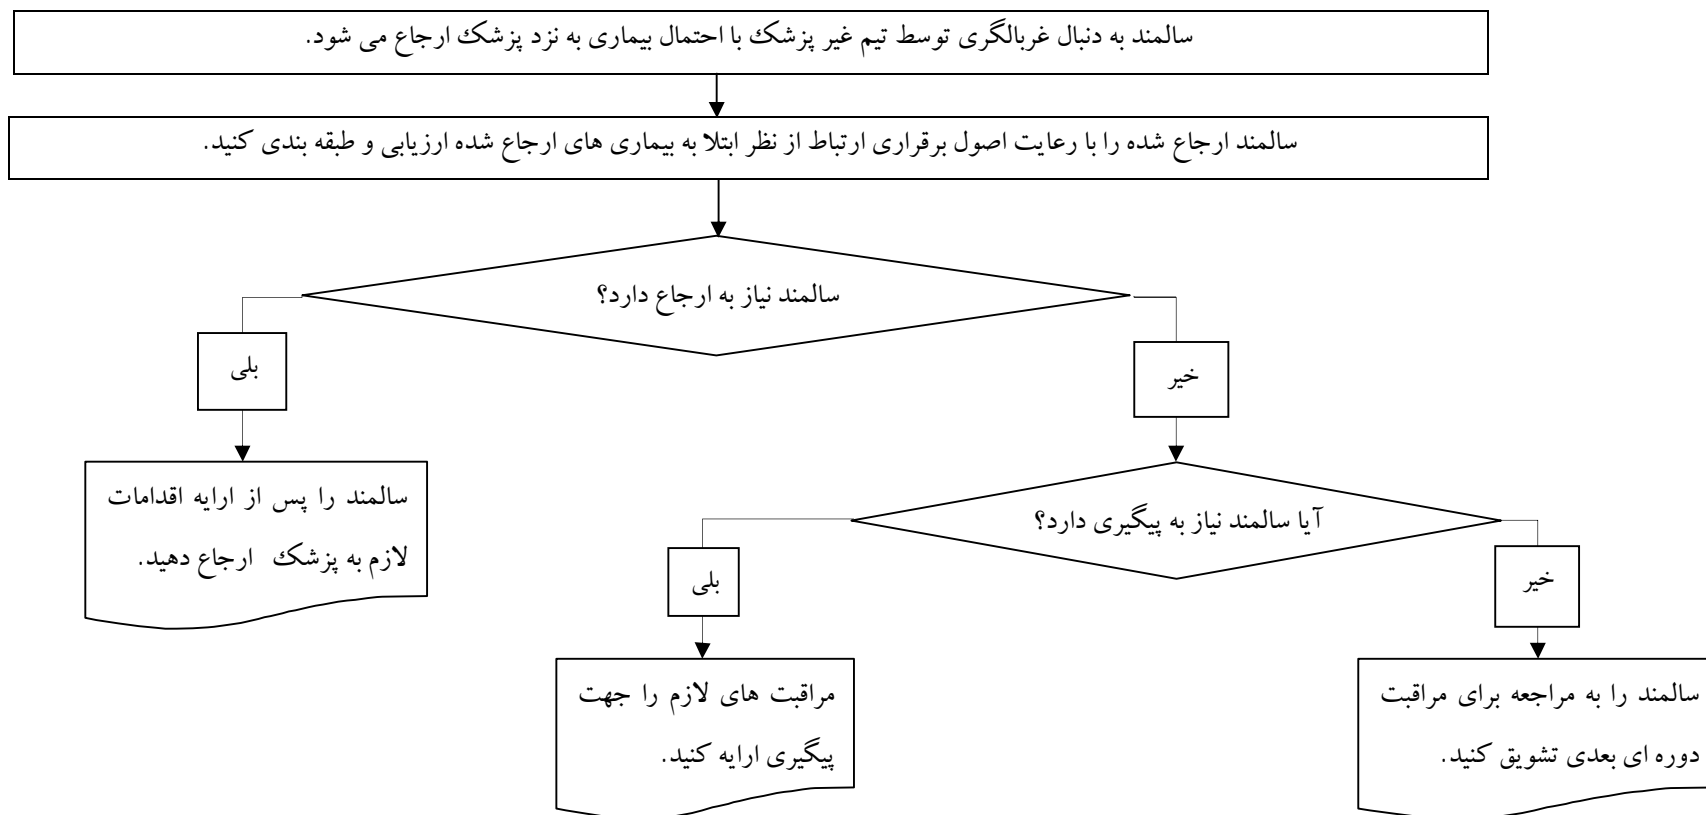 سالمند به دنبال غربالگری توسط تیم غیر پزشک با احتمال بیماری به نزد پزشک ارجاع می شود.
سالمند ارجاع شده را با رعایت اصول برقراری ارتباط از نظر ابتلا به بیماری های ارجاع شده ارزیابی و طبقه بندی کنید.
سالمند نیاز به ارجاع دارد؟
خیر
بلی
سالمند را پس از ارایه اقدامات
لازم به پزشک ارجاع دهید.
آیا سالمند نیاز به پیگیری دارد؟
خیر
بلی
سالمند را به مراجعه برای مراقبت
دوره ای بعدی تشویق کنید.
مراقبت های لازم را جهت
پیگیری ارایه کنید.